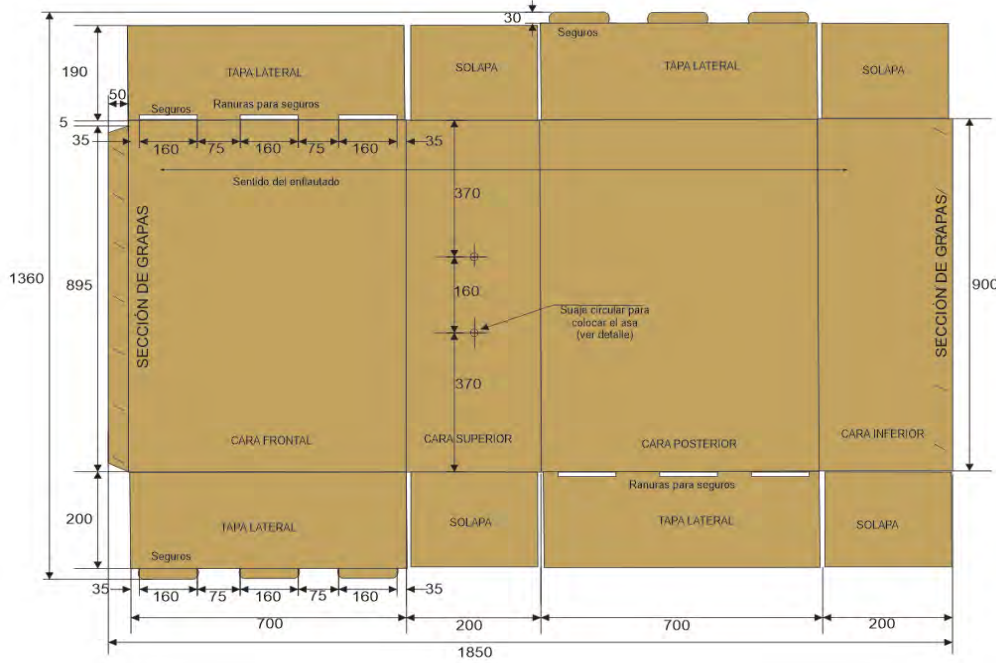 30
Seguros
190
TAPA LATERAL
SOLAPA
TAPA LATERAL
SOLAPA
50
Seguros
Ranuras para seguros
5
35
160
75
160
75
160
35
Sentido del enflautado
370
SECCIÓN DE GRAPAS
SECCIÓN DE GRAPAS
1360
895
160
900
Suaje circular para
colocar el asa
(ver detalle)
370
CARA FRONTAL
CARA SUPERIOR
CARA POSTERIOR
CARA INFERIOR
Ranuras para seguros
200
TAPA LATERAL
SOLAPA
TAPA LATERAL
SOLAPA
Seguros
35
160
75
160
75
160
35
700
200
700
200
1850